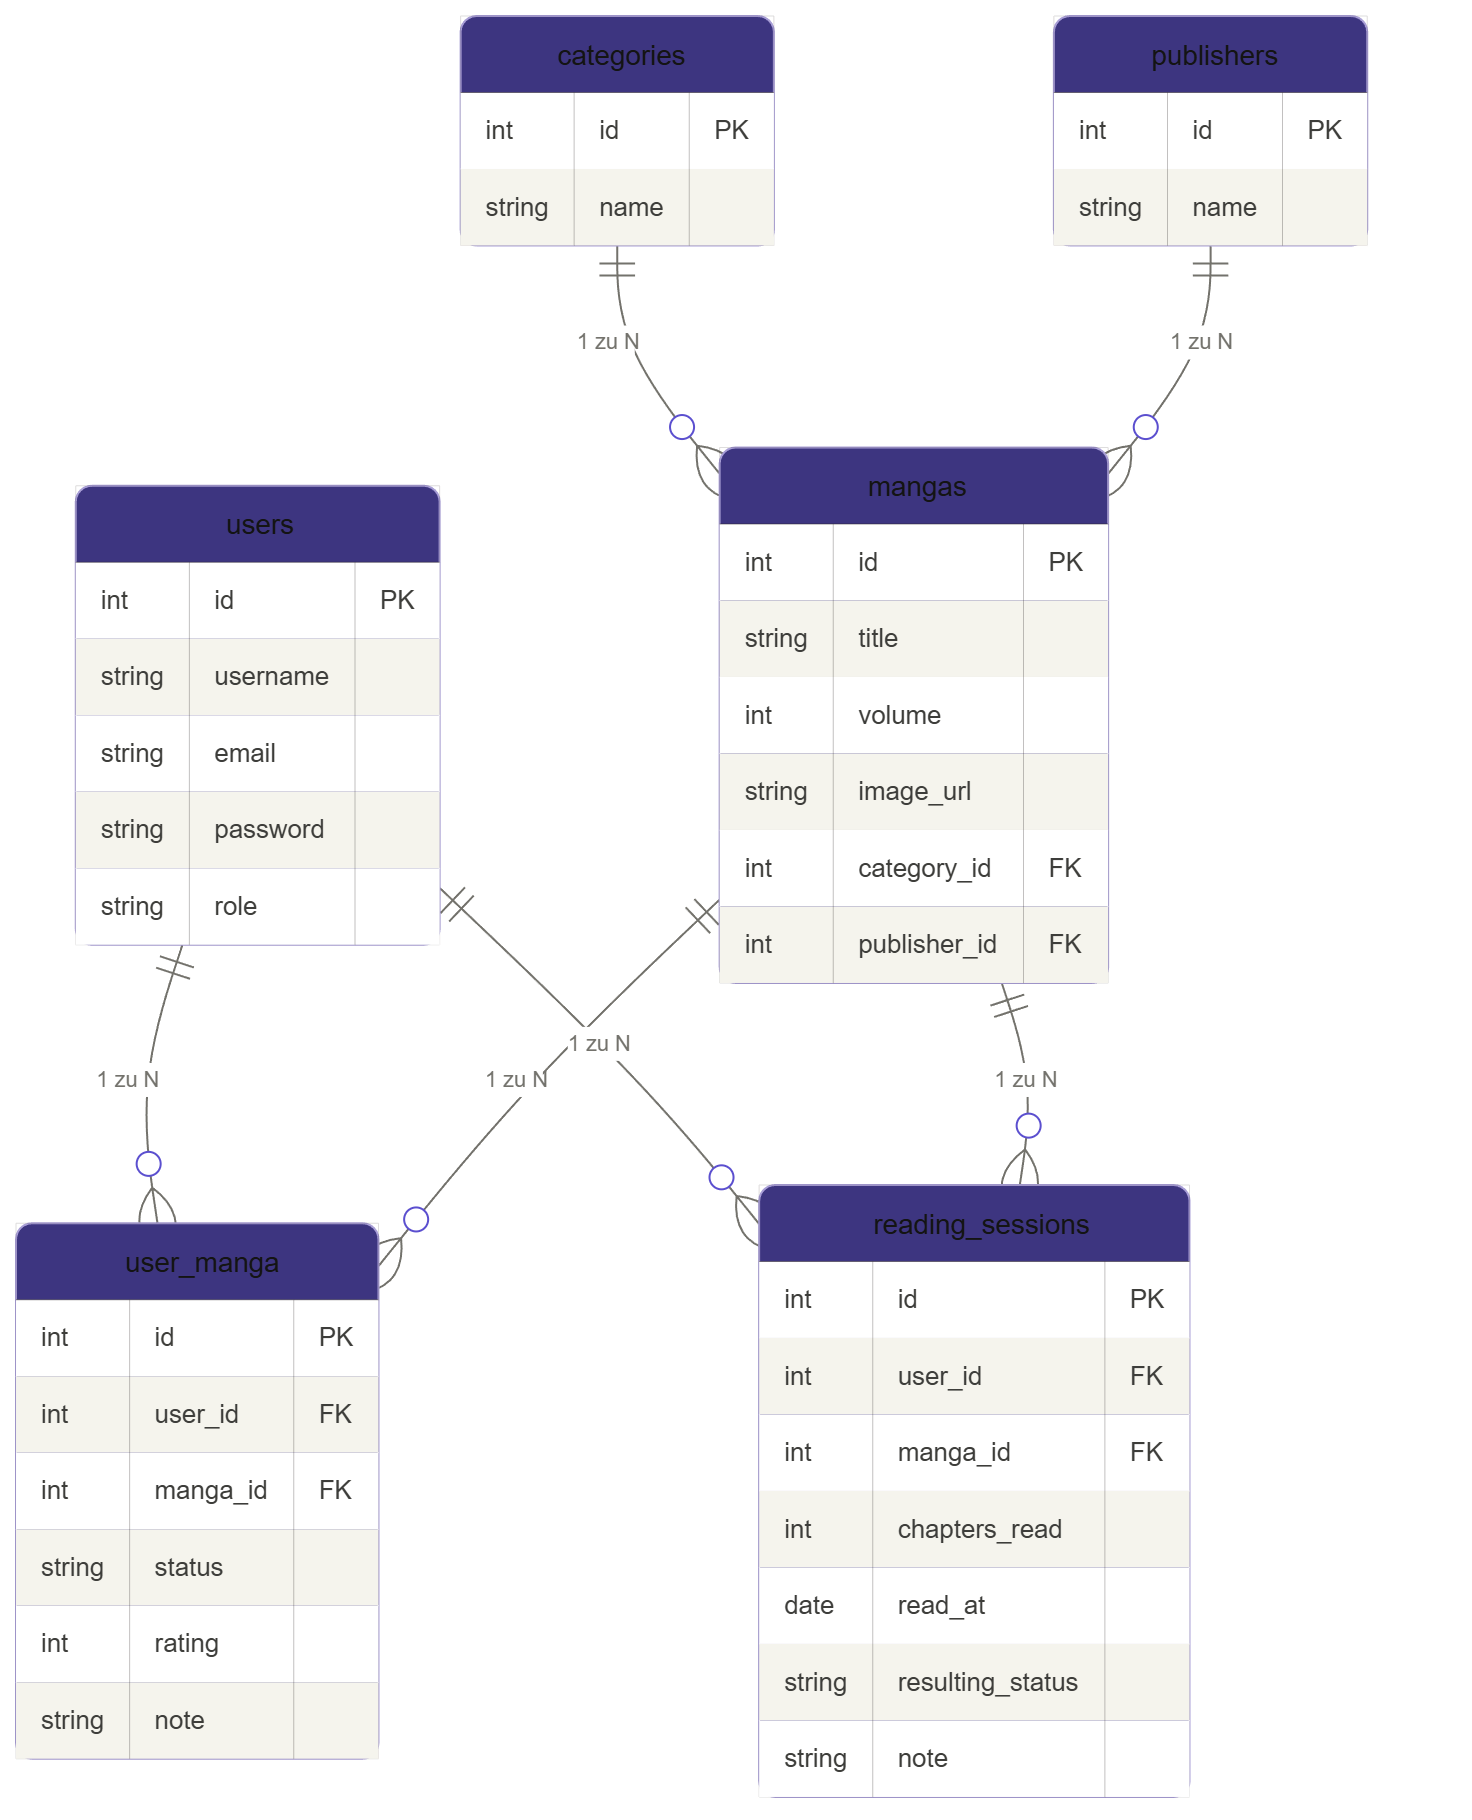 categories
int id PK
string name
publishers
int id PK
string name
1 zu N
1 zu N
mangas
int id PK
string title
int volume
string image_url
int category_id FK
int publisher_id FK
users
int id PK
string username
string email
string password
string role
1 zu N
1 zu N
1 zu N
1 zu N
user_manga
int id PK
int user_id FK
int manga_id FK
string status
int rating
string note
reading_sessions
int id PK
int user_id FK
int manga_id FK
int chapters_read
date read_at
string resulting_status
string note